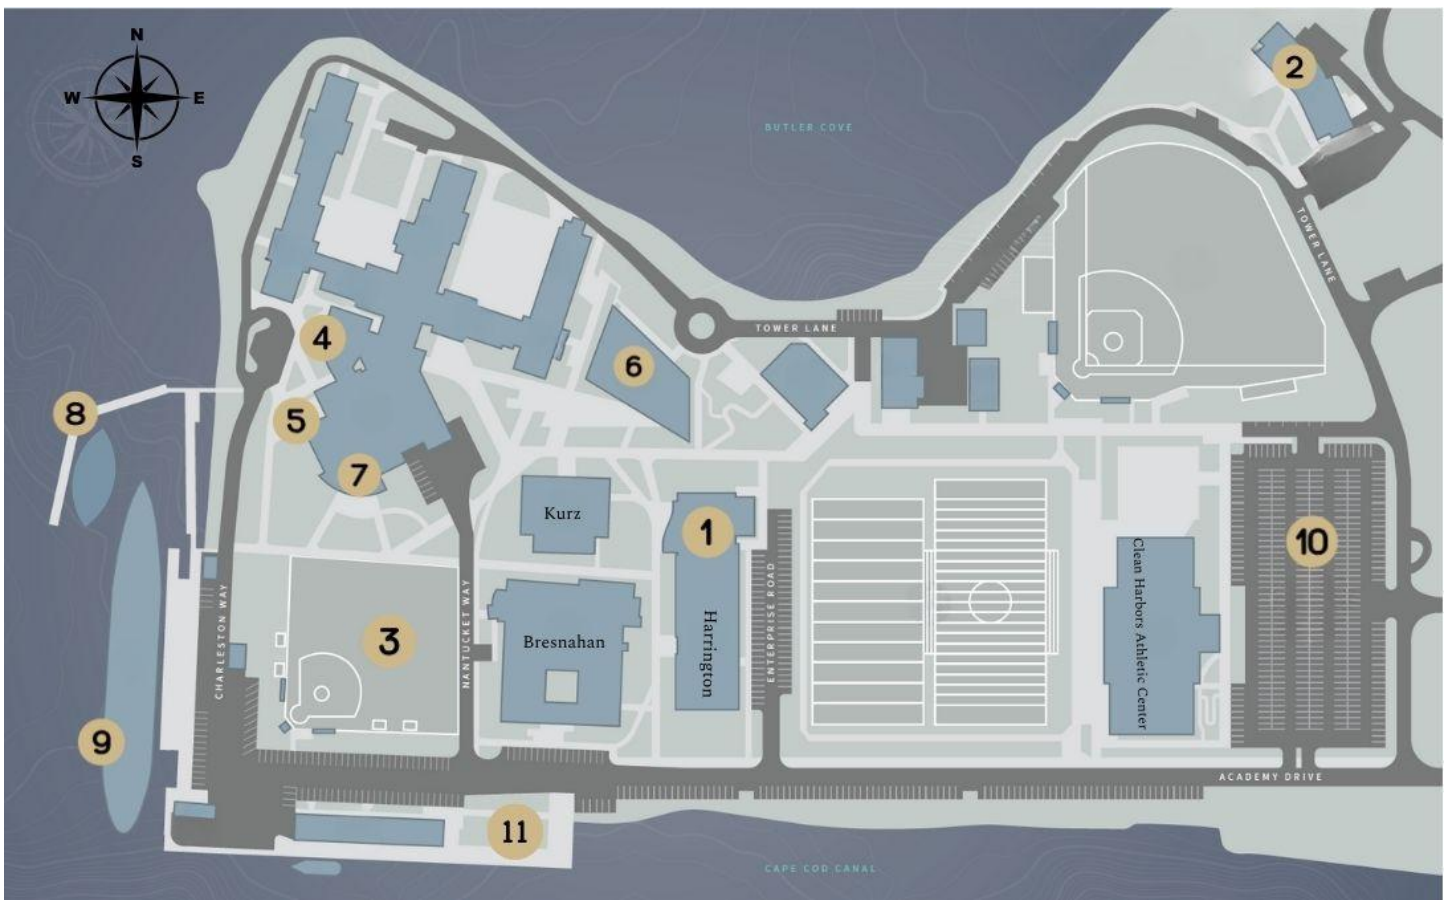 N
W E
S
2
BUTLER COVE
TOWER LANE
TOWER LANE
4
6
8
5
7
Kurz
1
10
Clean Harbors Athletic Center
ENTERPRISE ROAD
CHARLESTON WAY
NANTUCKET WAY
3
Bresnahan
Harrington
9
ACADEMY DRIVE
11
CAPE COD CANAL